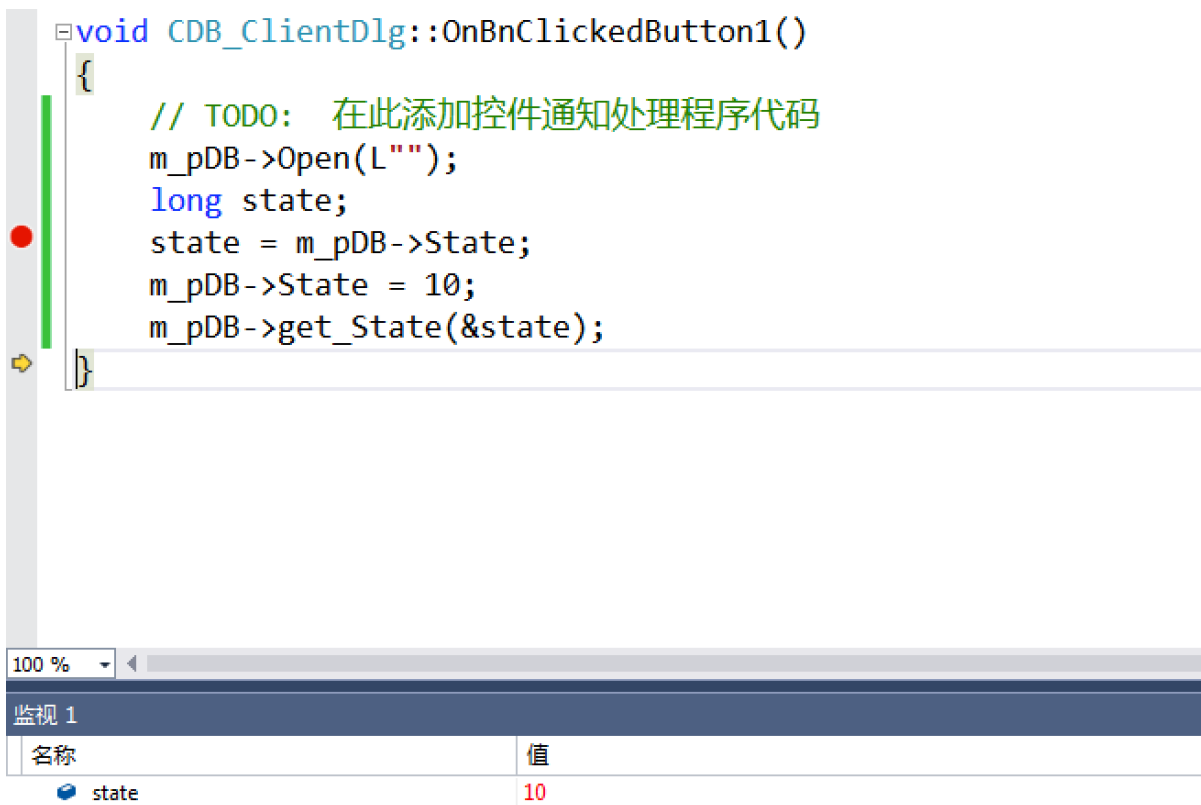 void CDB_ClientDlg::OnBnClickedButton1()
{
// TODO: 在此添加控件通知处理程序代码
m_pDB->Open(L"");
long state;
state = m_pDB->State;
m_pDB->State = 10;
m_pDB->get_State(&state);
}
100 %
监视 1
名称 值
state 10